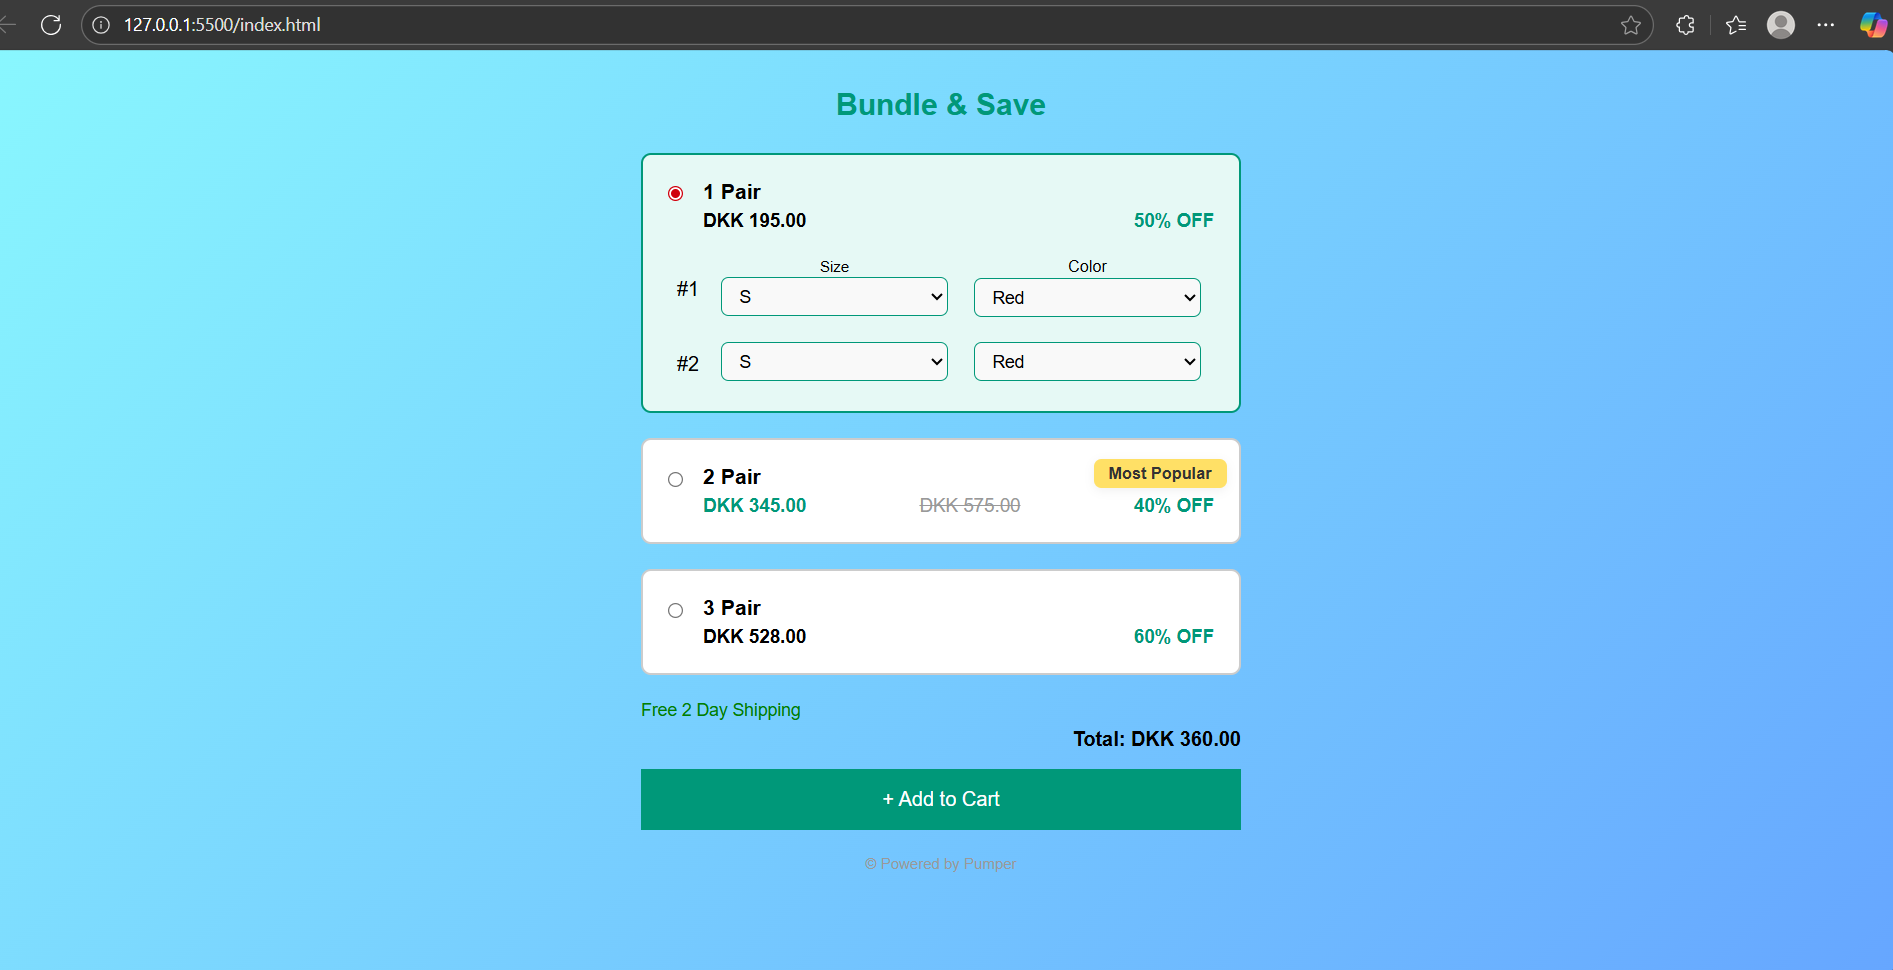 127.0.0.1:5500/index.html
Bundle & Save
1 Pair
DKK 195.00 50% OFF
Size Color
#1 S Red
#2 S Red
2 Pair Most Popular
DKK 345.00 DKK 575.00 40% OFF
3 Pair
DKK 528.00 60% OFF
Free 2 Day Shipping
Total: DKK 360.00
+ Add to Cart
© Powered by Pumper